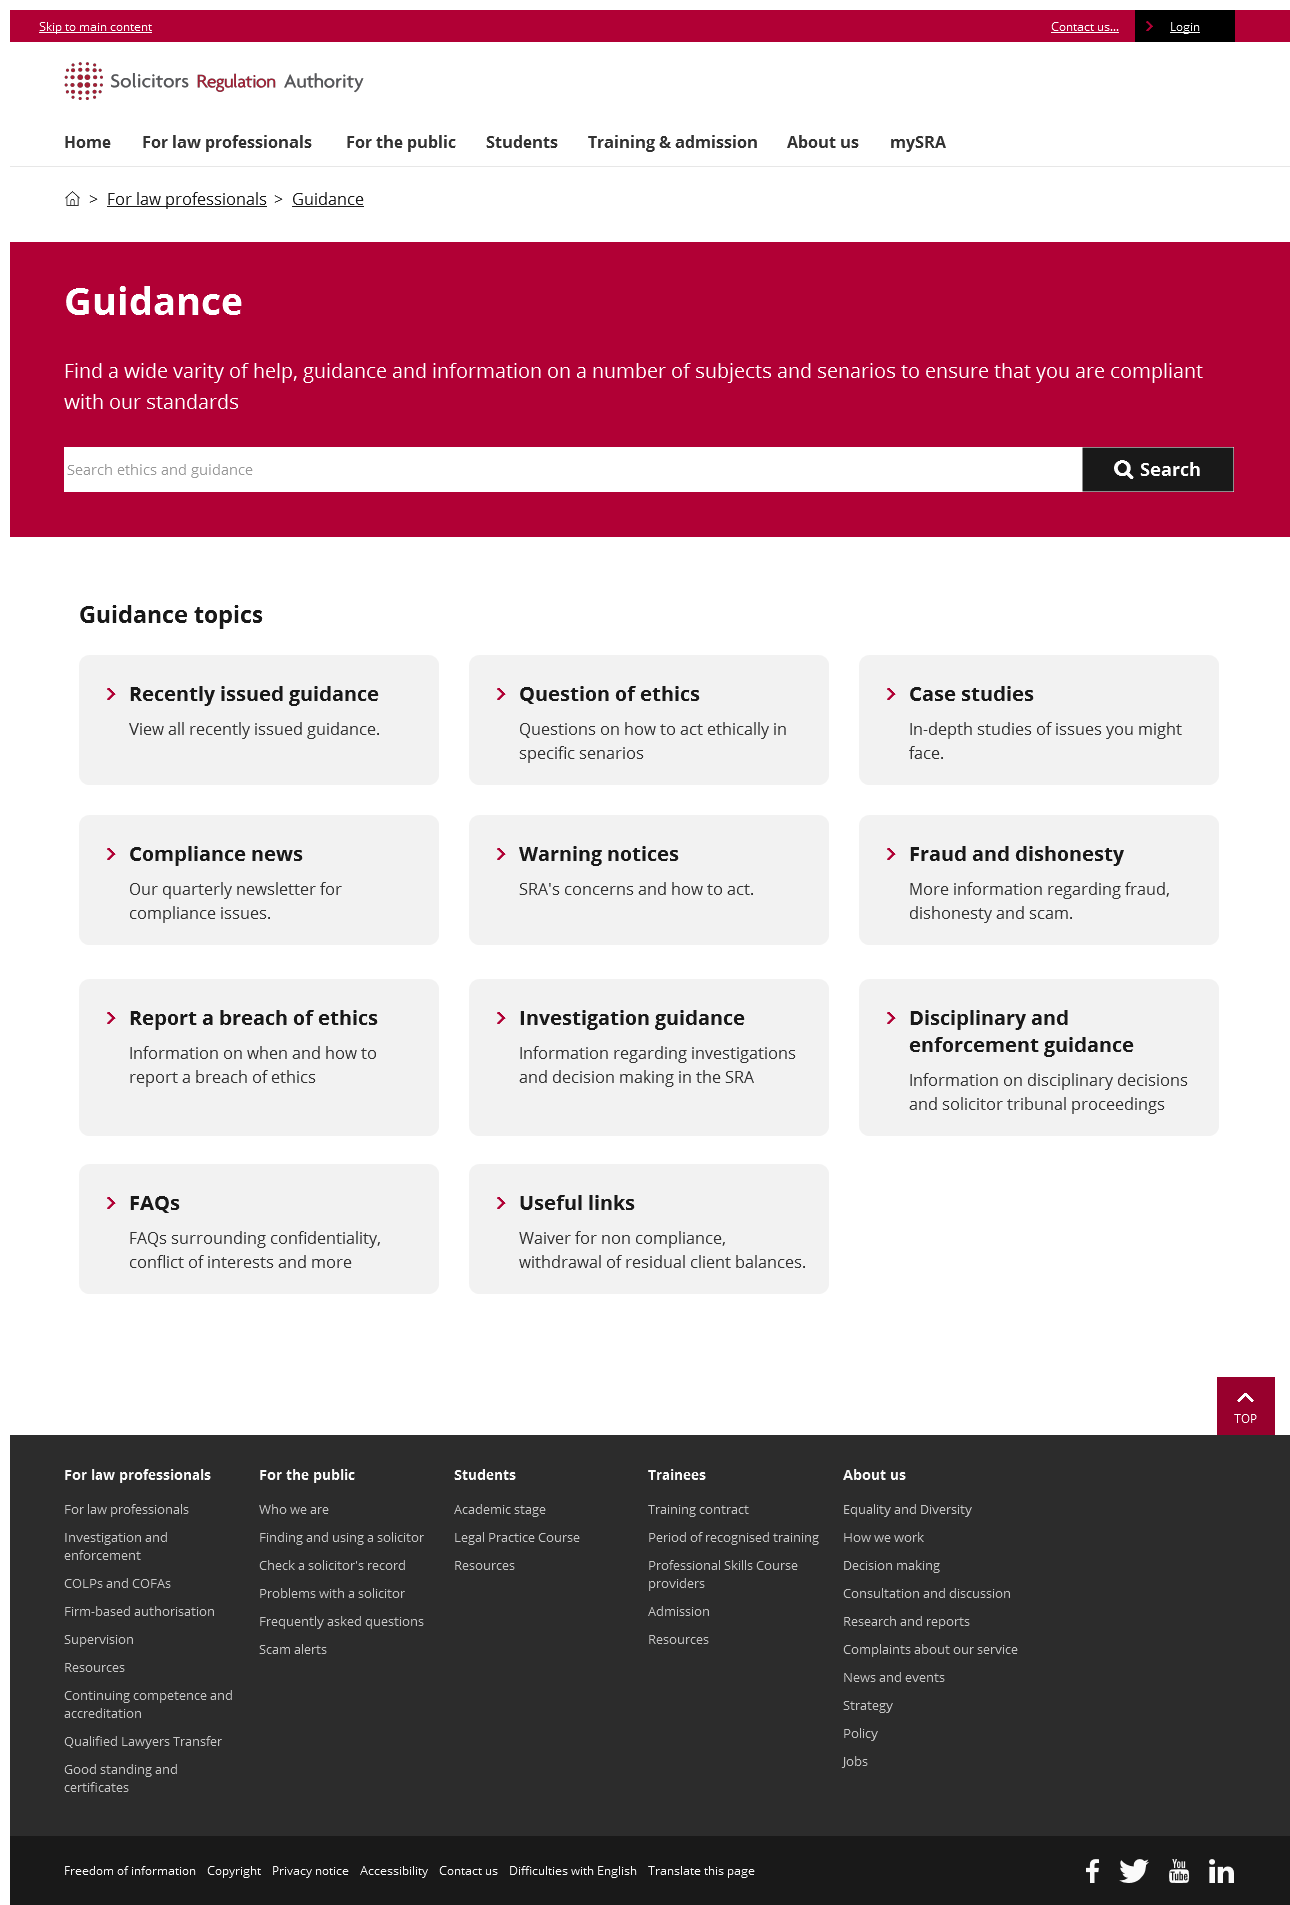 Skip to main content
Contact us... Login
Solicitors Regulation Authority
Home For law professionals For the public Students Training & admission About us mySRA
> For law professionals > Guidance
Guidance
Find a wide varity of help, guidance and information on a number of subjects and senarios to ensure that you are compliant
with our standards
Search ethics and guidance
Search
Guidance topics
Recently issued guidance
View all recently issued guidance.
Question of ethics
Questions on how to act ethically in
specific senarios
Case studies
In-depth studies of issues you might
face.
Compliance news
Our quarterly newsletter for
compliance issues.
Warning notices
SRA's concerns and how to act.
Fraud and dishonesty
More information regarding fraud,
dishonesty and scam.
Report a breach of ethics
Information on when and how to
report a breach of ethics
Investigation guidance
Information regarding investigations
and decision making in the SRA
Disciplinary and
enforcement guidance
Information on disciplinary decisions
and solicitor tribunal proceedings
FAQs
FAQs surrounding confidentiality,
conflict of interests and more
Useful links
Waiver for non compliance,
withdrawal of residual client balances.
TOP
For law professionals
For law professionals
Investigation and
enforcement
COLPs and COFAs
Firm-based authorisation
Supervision
Resources
Continuing competence and
accreditation
Qualified Lawyers Transfer
Good standing and
certificates
For the public
Who we are
Finding and using a solicitor
Check a solicitor's record
Problems with a solicitor
Frequently asked questions
Scam alerts
Students
Academic stage
Legal Practice Course
Resources
Trainees
Training contract
Period of recognised training
Professional Skills Course
providers
Admission
Resources
About us
Equality and Diversity
How we work
Decision making
Consultation and discussion
Research and reports
Complaints about our service
News and events
Strategy
Policy
Jobs
Freedom of information Copyright Privacy notice Accessibility Contact us Difficulties with English Translate this page
You
Tube
in